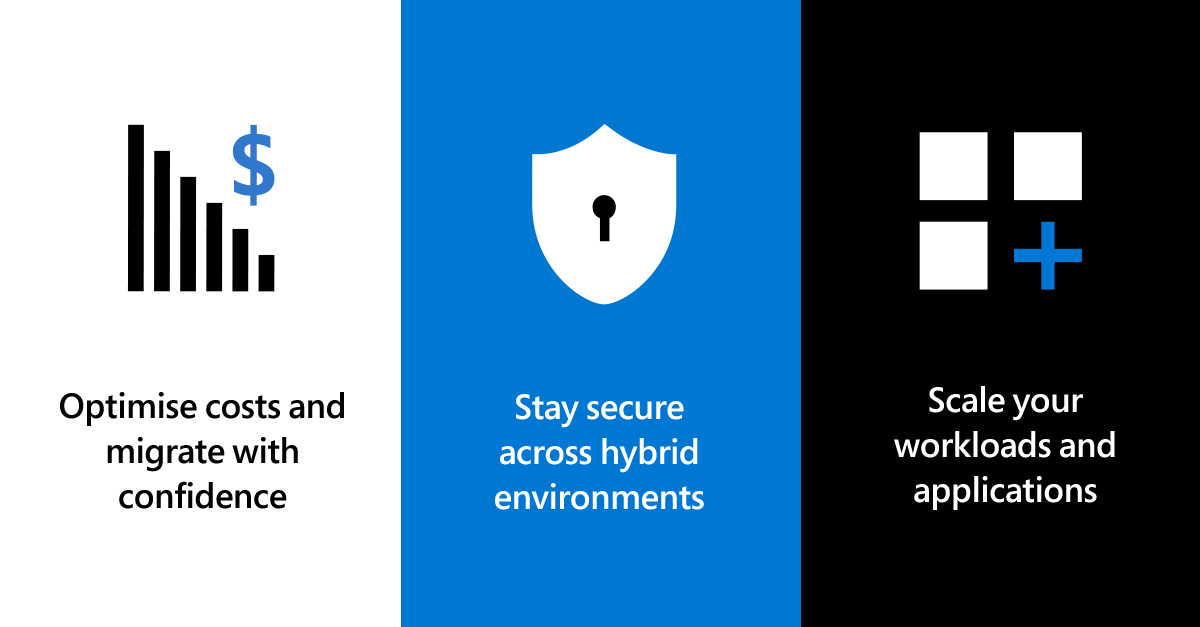 $
Optimise costs and
migrate with
confidence
Stay secure
across hybrid
environments
Scale your
workloads and
applications